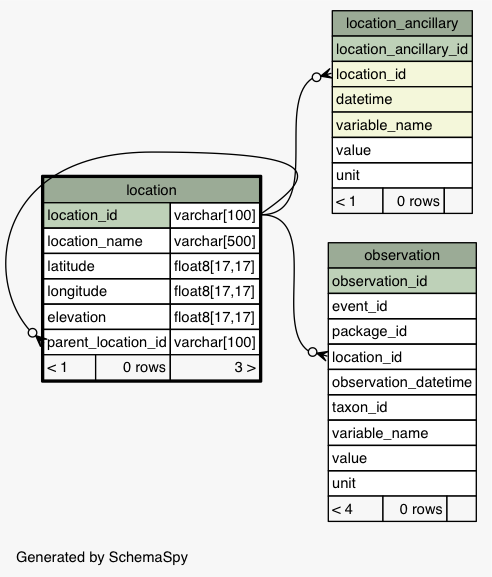 location_ancillary
location_ancillary_id
location_id
datetime
variable_name
value
unit
< 1 0 rows
location
location_id varchar[100]
location_name varchar[500]
latitude float8[17,17]
longitude float8[17,17]
elevation float8[17,17]
parent_location_id varchar[100]
< 1 0 rows 3 >
observation
observation_id
event_id
package_id
location_id
observation_datetime
taxon_id
variable_name
value
unit
< 4 0 rows
Generated by SchemaSpy